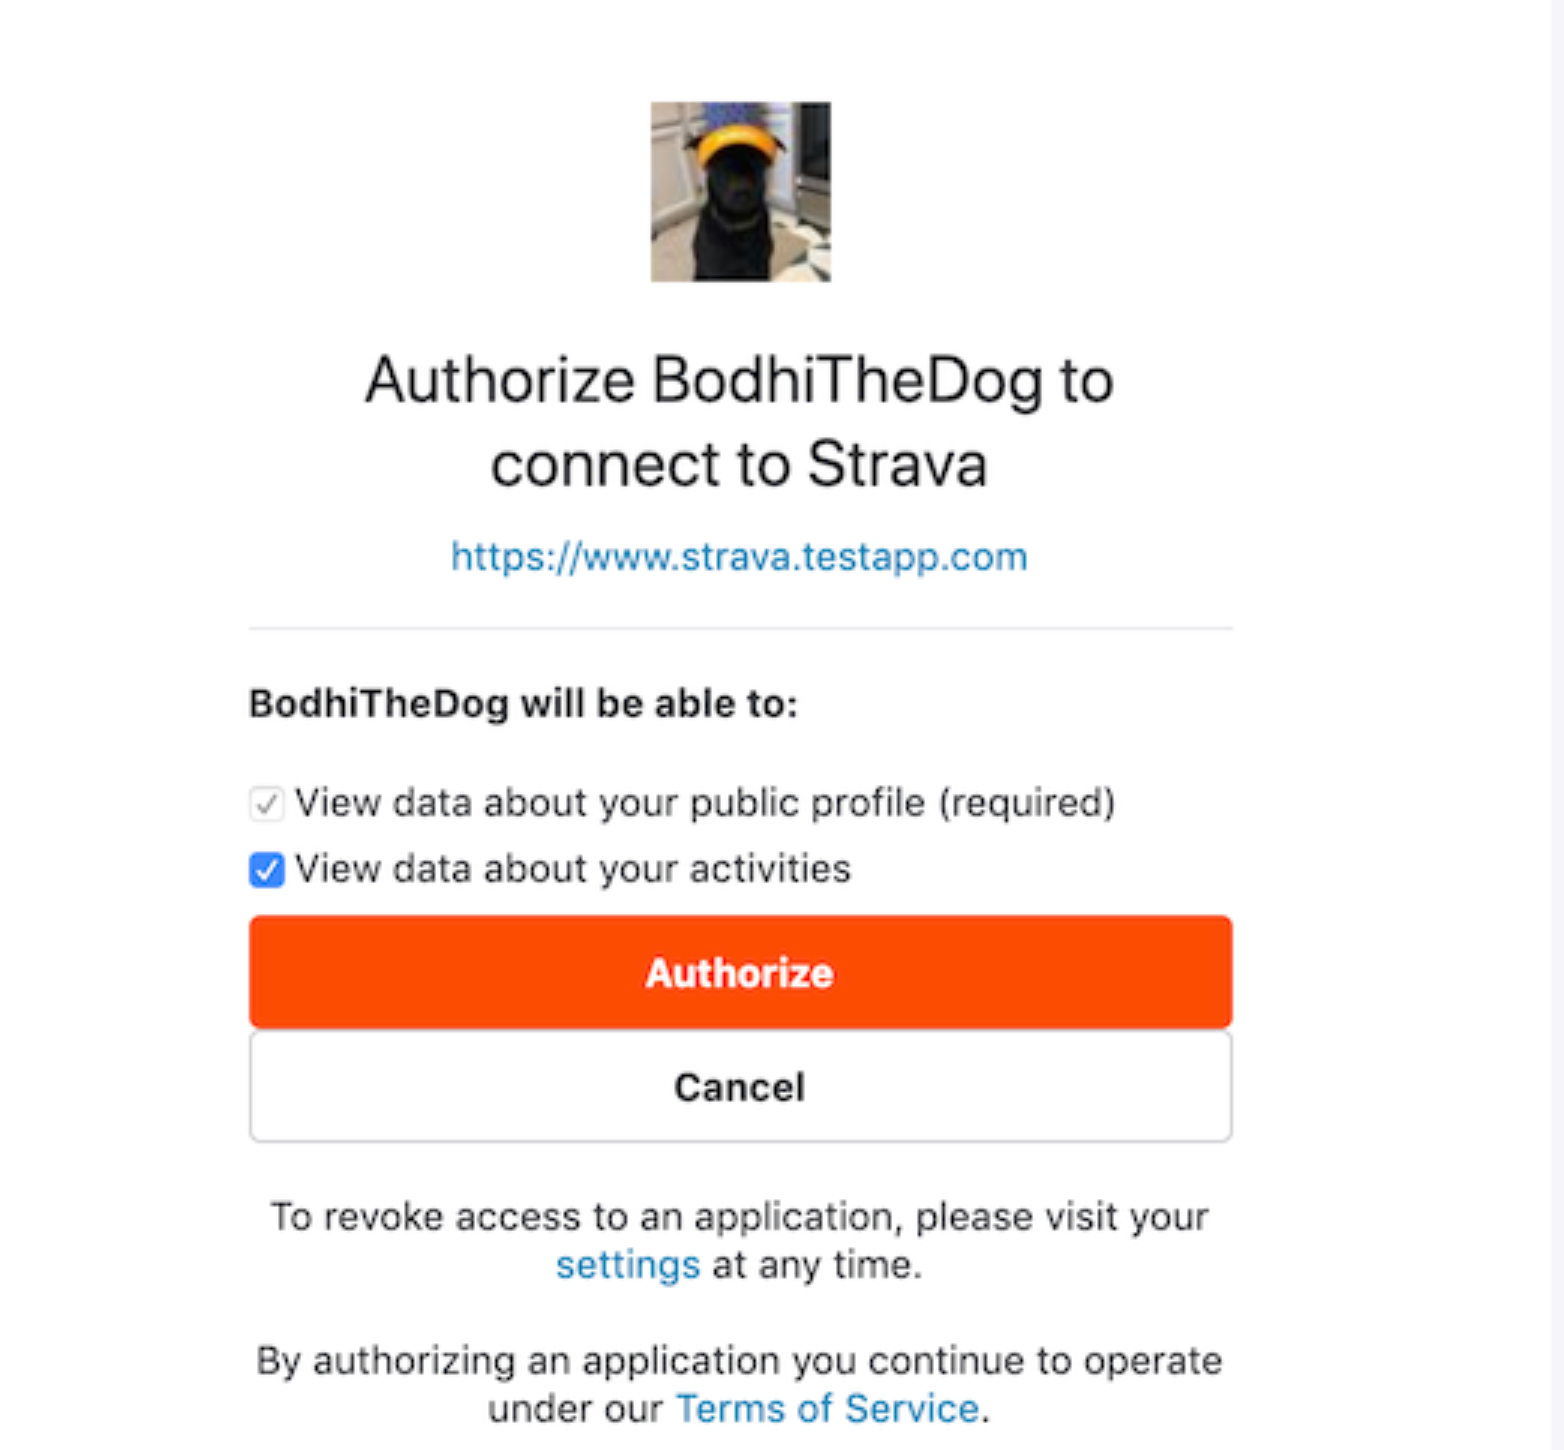 Authorize BodhiTheDog to
connect to Strava
https://www.strava.testapp.com
BodhiTheDog will be able to:
View data about your public profile (required)
View data about your activities
Authorize
Cancel
To revoke access to an application, please visit your
settings at any time.
By authorizing an application you continue to operate
under our Terms of Service.